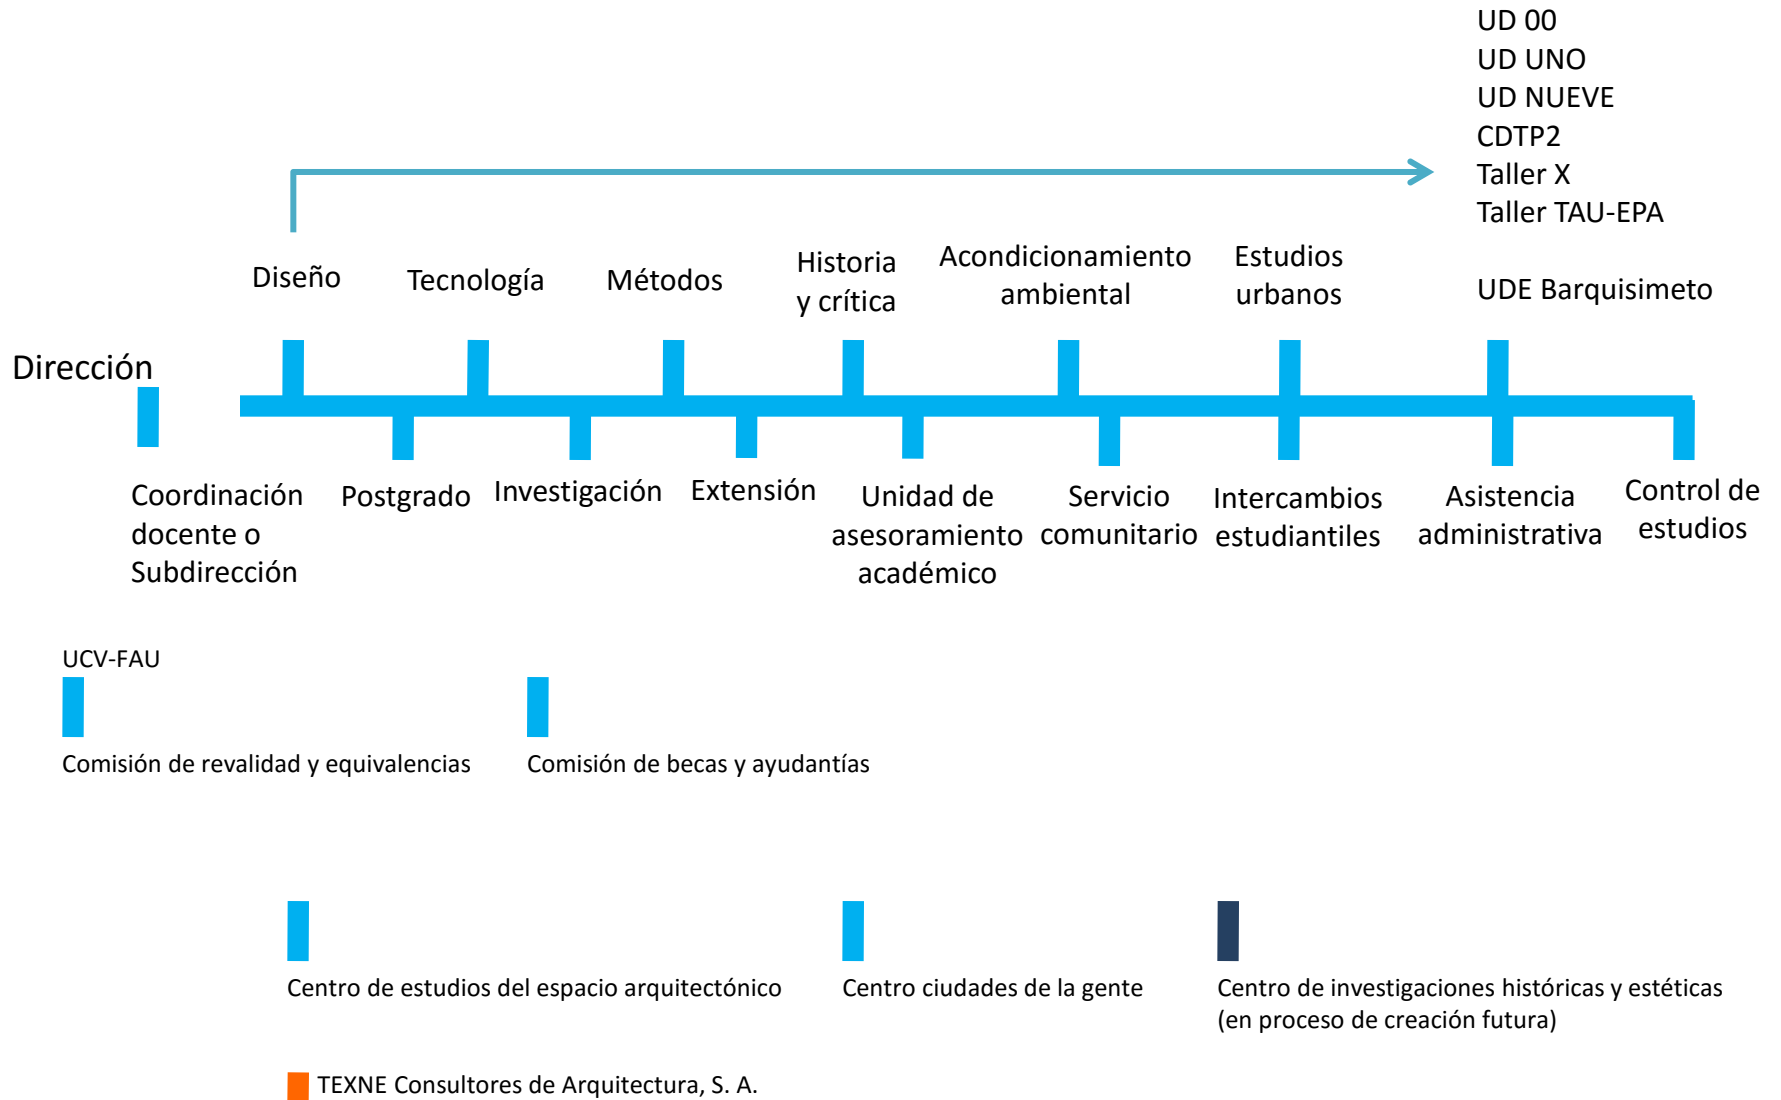 UD 00
UD UNO
UD NUEVE
CDTP2
Taller X
Taller TAU-EPA
UDE Barquisimeto
Diseño
Tecnología
Métodos
Historia
y crítica
Acondicionamiento
ambiental
Estudios
urbanos
Dirección
Coordinación
docente o
Subdirección
Postgrado
Investigación
Extensión
Unidad de
asesoramiento
académico
Servicio
comunitario
Intercambios
estudiantiles
Asistencia
administrativa
Control de
estudios
UCV-FAU
Comisión de revalidad y equivalencias
Comisión de becas y ayudantías
Centro de estudios del espacio arquitectónico
Centro ciudades de la gente
Centro de investigaciones históricas y estéticas
(en proceso de creación futura)
TEXNE Consultores de Arquitectura, S. A.